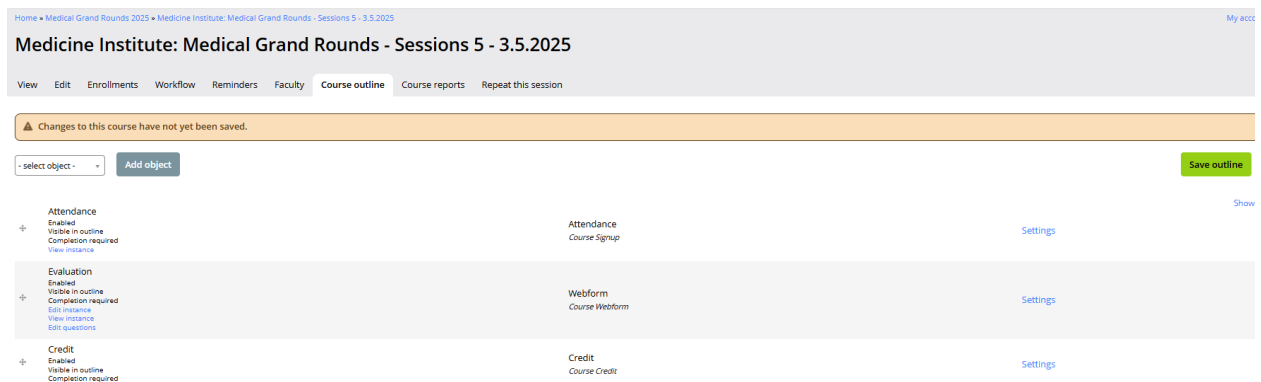 Home » Medical Grand Rounds 2025 » Medicine Institute: Medical Grand Rounds - Sessions 5 - 3.5.2025
My acco
Medicine Institute: Medical Grand Rounds - Sessions 5 - 3.5.2025
View Edit Enrollments Workflow Reminders Faculty Course outline Course reports Repeat this session
Changes to this course have not yet been saved.
- select object - Add object Save outline
Show
Attendance
Enabled
Visible in outline
Completion required
View instance
Attendance
Course Signup
Settings
Evaluation
Enabled
Visible in outline
Completion required
Edit instance
View instance
Edit questions
Webform
Course Webform
Settings
Credit
Enabled
Visible in outline
Completion required
Credit
Course Credit
Settings